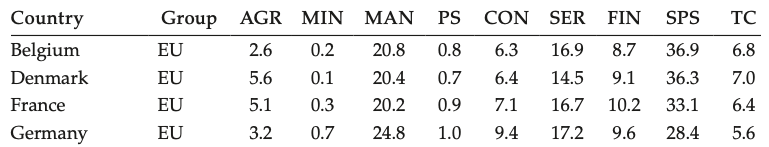 Country Group AGR MIN MAN PS CON SER FIN SPS TC
Belgium EU 2.6 0.2 20.8 0.8 6.3 16.9 8.7 36.9 6.8
Denmark EU 5.6 0.1 20.4 0.7 6.4 14.5 9.1 36.3 7.0
France EU 5.1 0.3 20.2 0.9 7.1 16.7 10.2 33.1 6.4
Germany EU 3.2 0.7 24.8 1.0 9.4 17.2 9.6 28.4 5.6